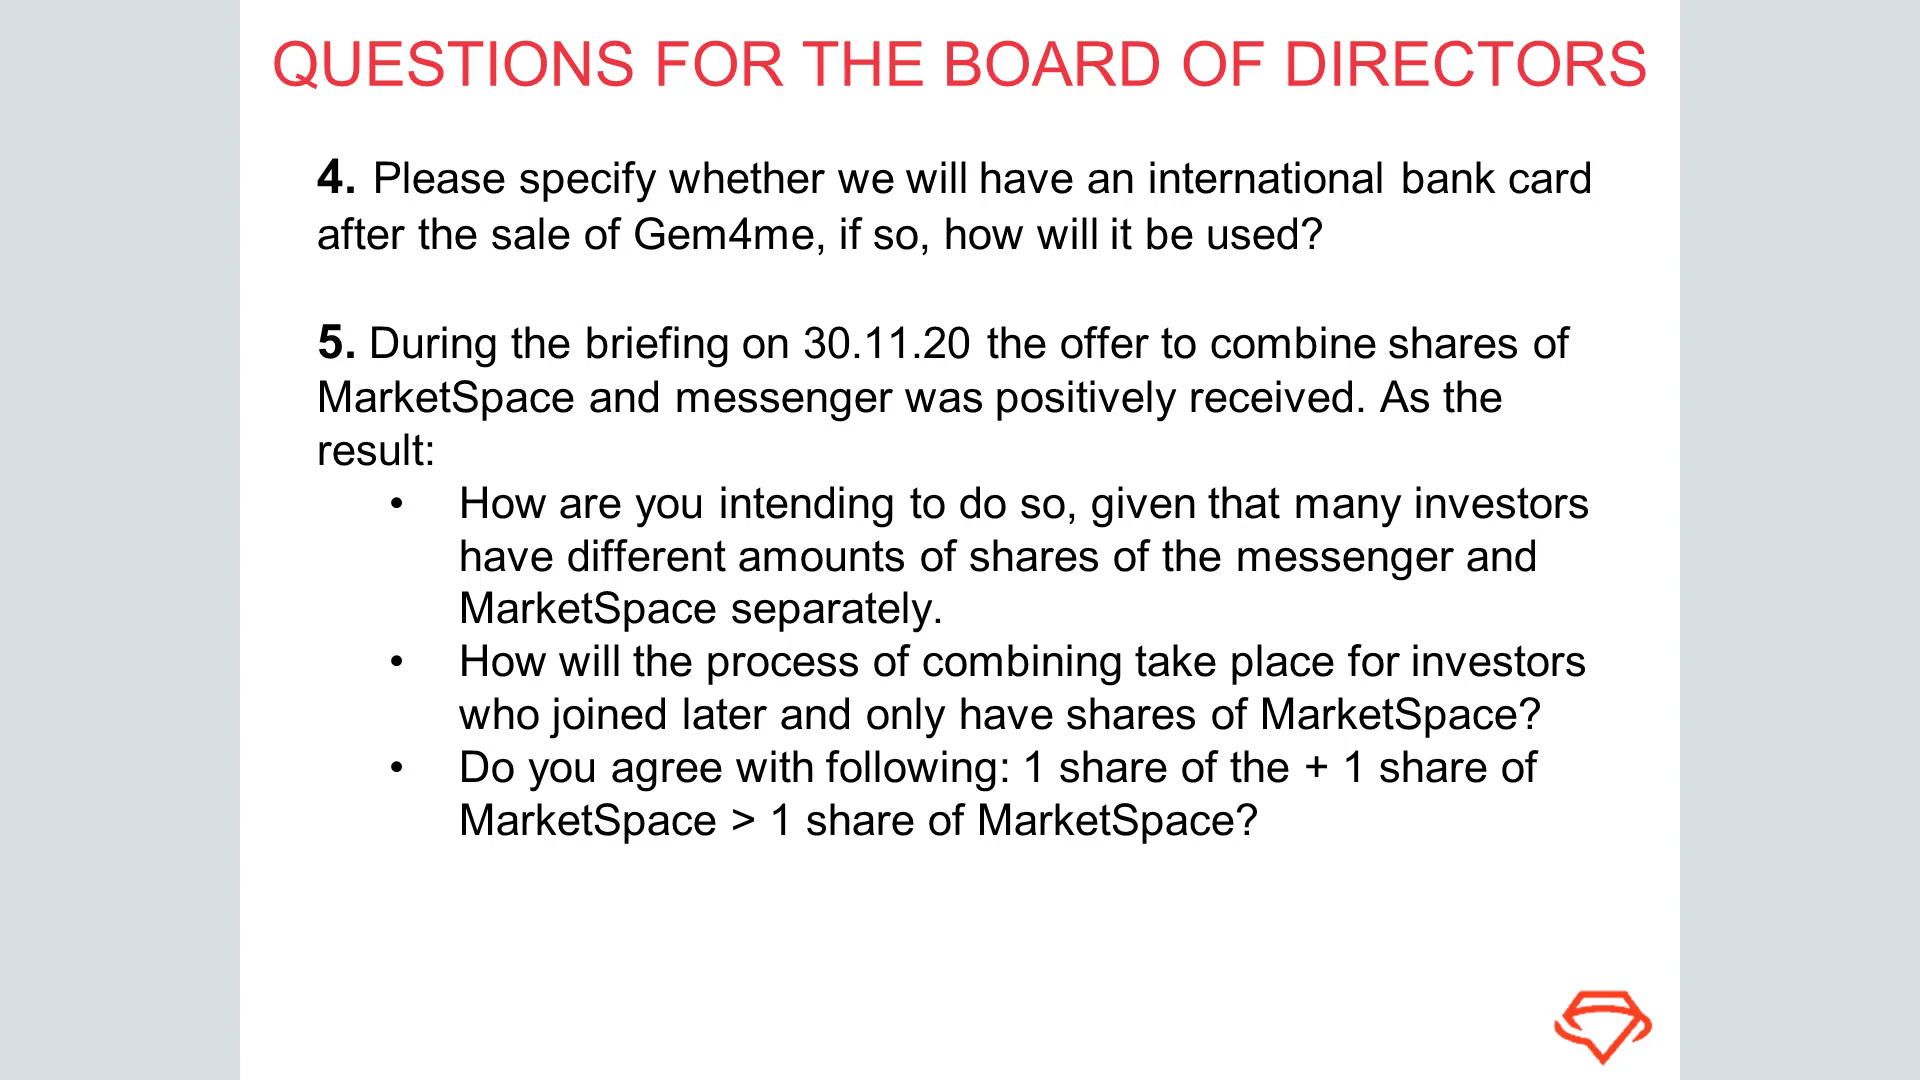 QUESTIONS FOR THE BOARD OF DIRECTORS
4. Please specify whether we will have an international bank card
after the sale of Gem4me, if so, how will it be used?
5. During the briefing on 30.11.20 the offer to combine shares of
MarketSpace and messenger was positively received. As the
result:
• How are you intending to do so, given that many investors
have different amounts of shares of the messenger and
MarketSpace separately.
• How will the process of combining take place for investors
who joined later and only have shares of MarketSpace?
• Do you agree with following: 1 share of the + 1 share of
MarketSpace > 1 share of MarketSpace?